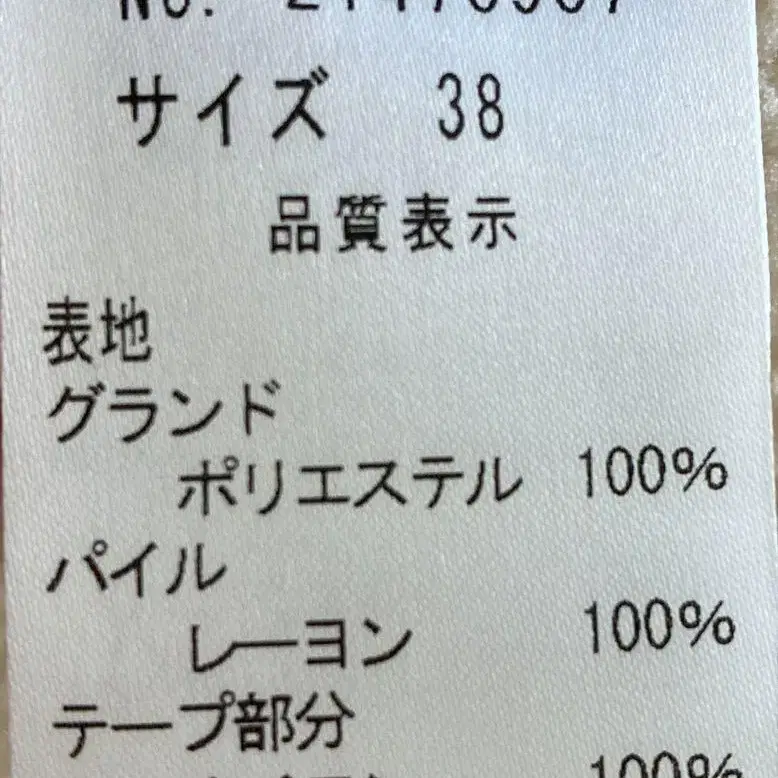 サイズ 38
品質表示
表地
グランド
ポリエステル 100%
パイル
レーヨン 100%
テープ部分
100%